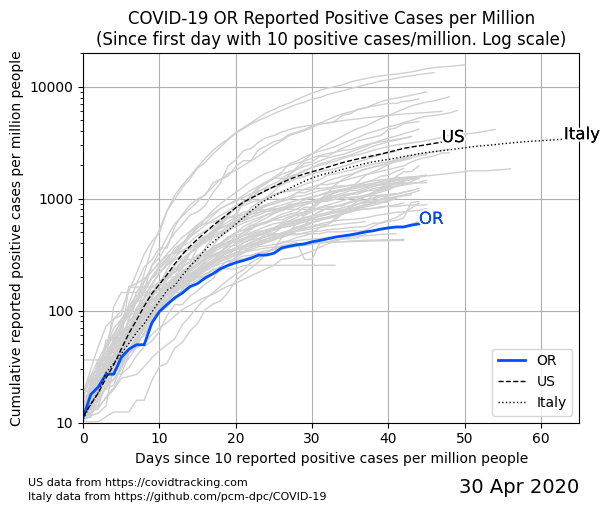 COVID-19 OR Reported Positive Cases per Million
(Since first day with 10 positive cases/million. Log scale)
Cumulative reported positive cases per million people
10000
1000
100
10
US
Italy
OR
OR
US
Italy
0 10 20 30 40 50 60
Days since 10 reported positive cases per million people
US data from https://covidtracking.com
Italy data from https://github.com/pcm-dpc/COVID-19
30 Apr 2020